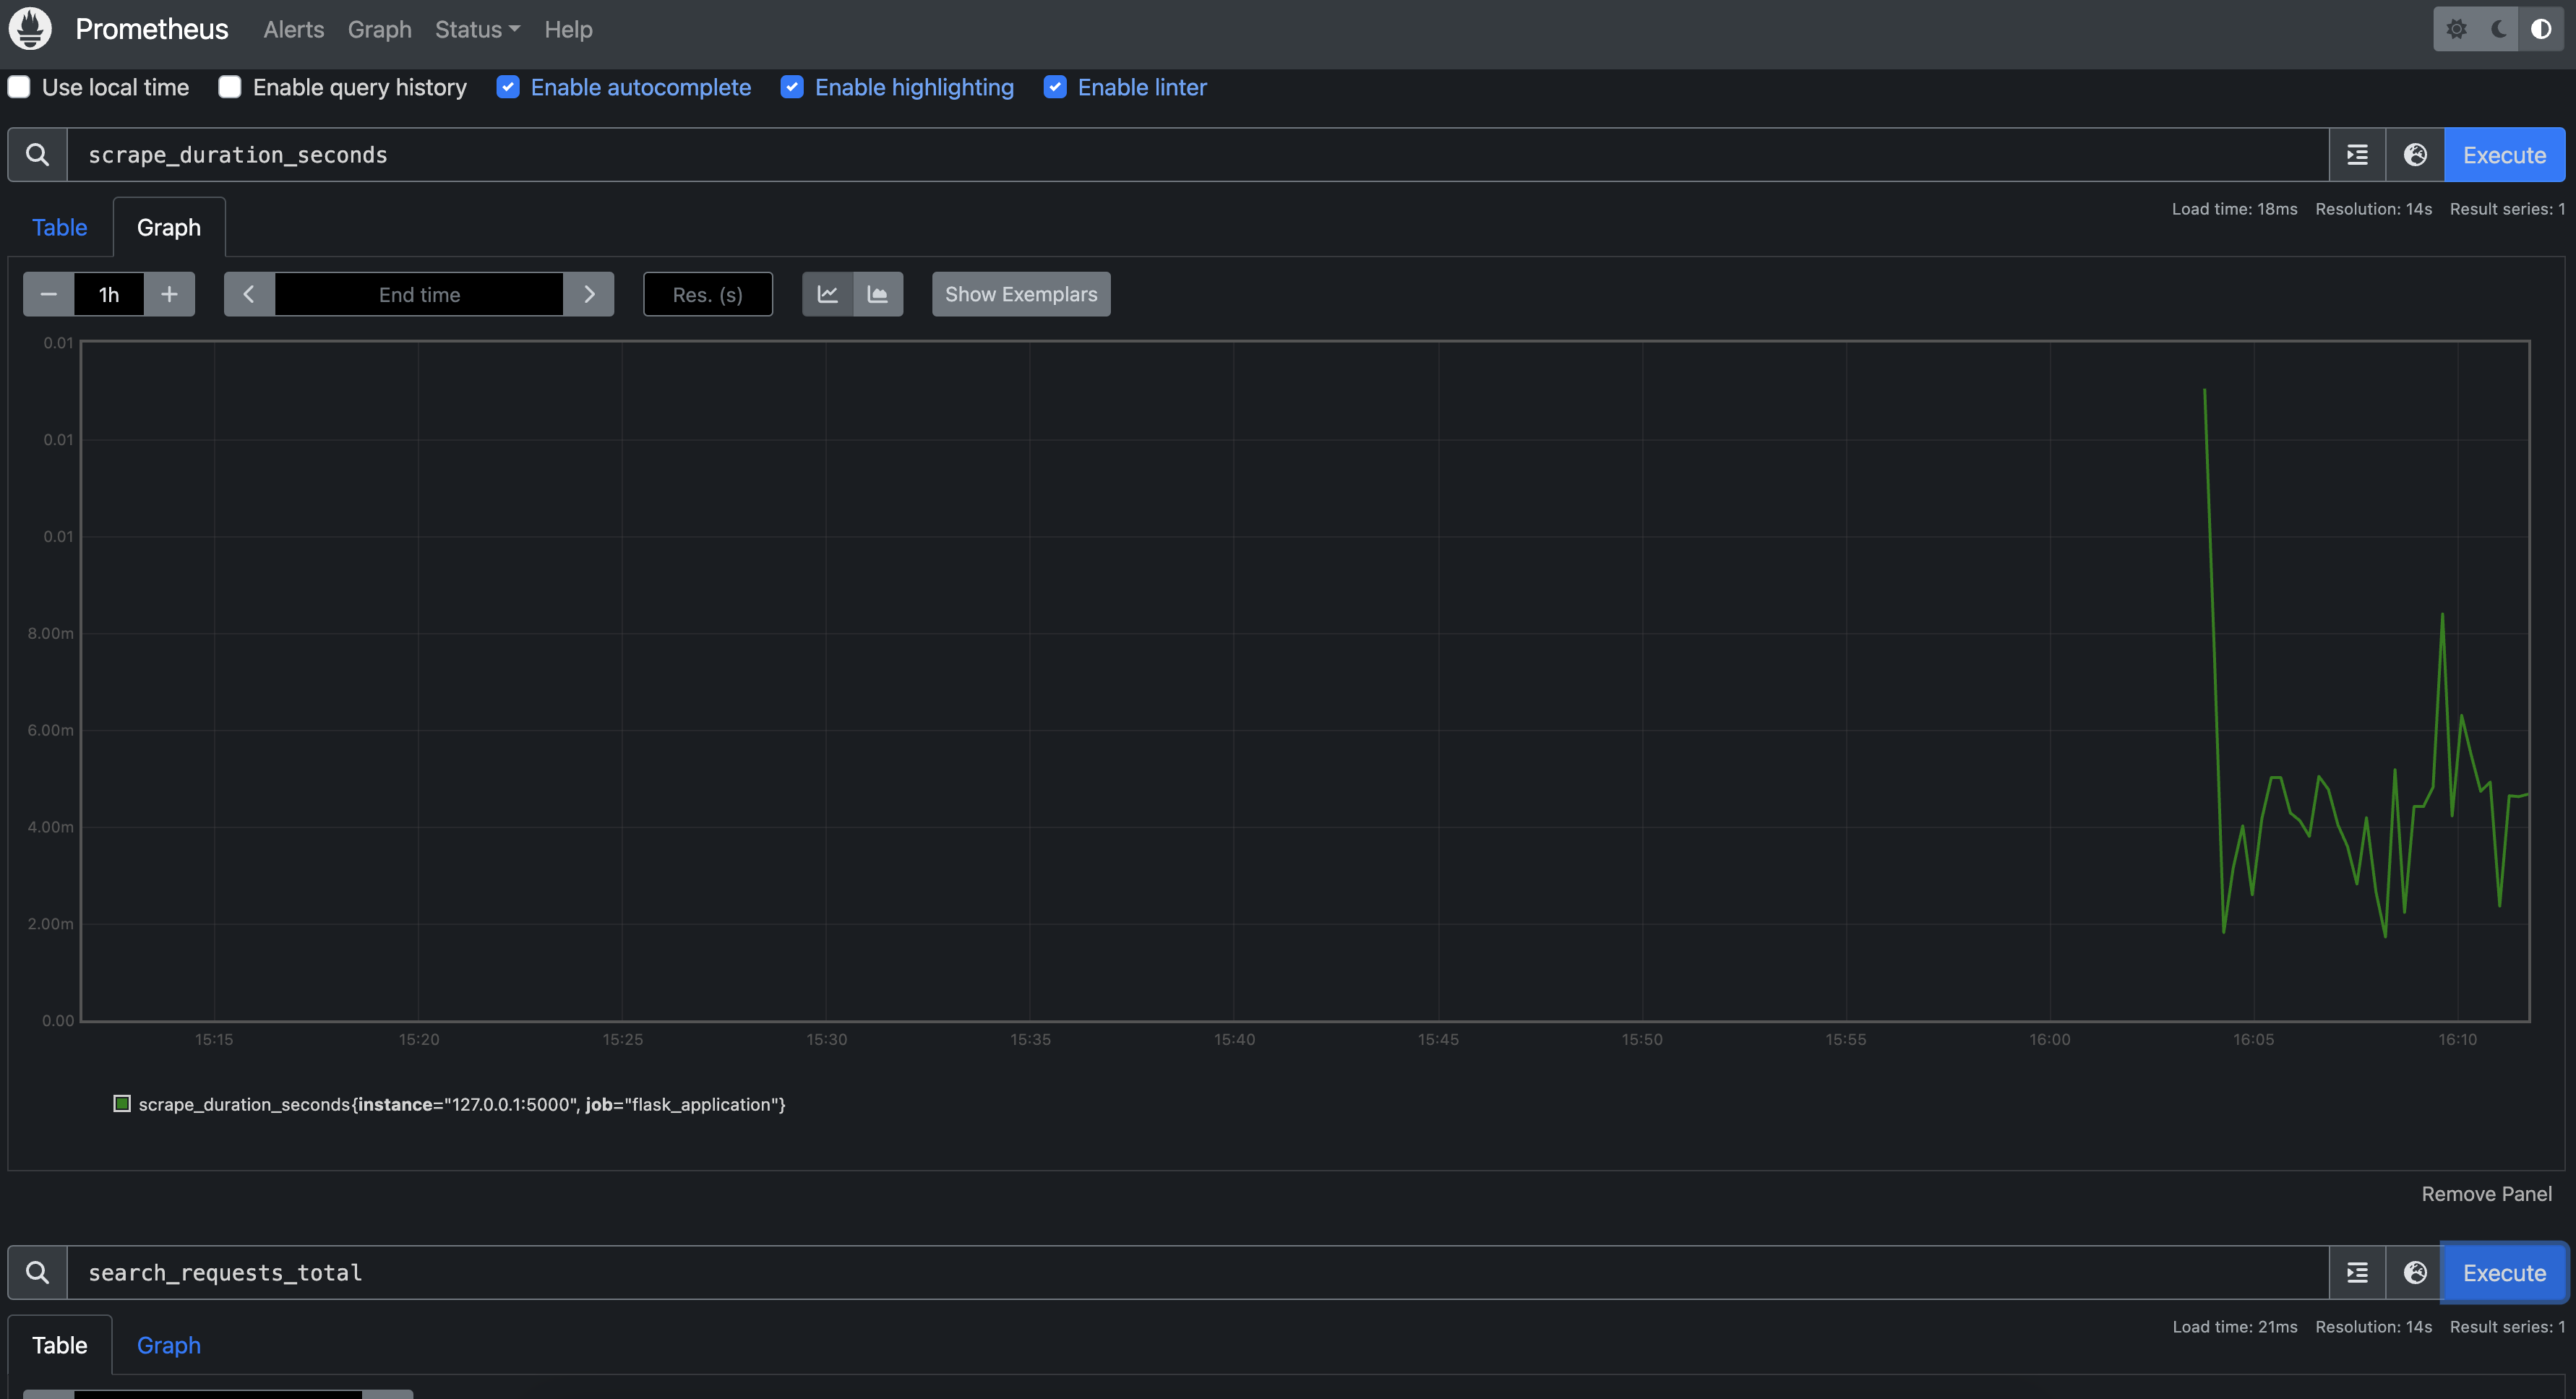 Prometheus Alerts Graph Status Help
Use local time Enable query history Enable autocomplete Enable highlighting Enable linter
scrape_duration_seconds Execute
Table Graph Load time: 18ms Resolution: 14s Result series: 1
1h End time Res. (s) Show Exemplars
0.01
0.01
0.01
8.00m
6.00m
4.00m
2.00m
0.00
15:15 15:20 15:25 15:30 15:35 15:40 15:45 15:50 15:55 16:00 16:05 16:10
scrape_duration_seconds{instance="127.0.0.1:5000", job="flask_application"}
Remove Panel
search_requests_total Execute
Table Graph Load time: 21ms Resolution: 14s Result series: 1